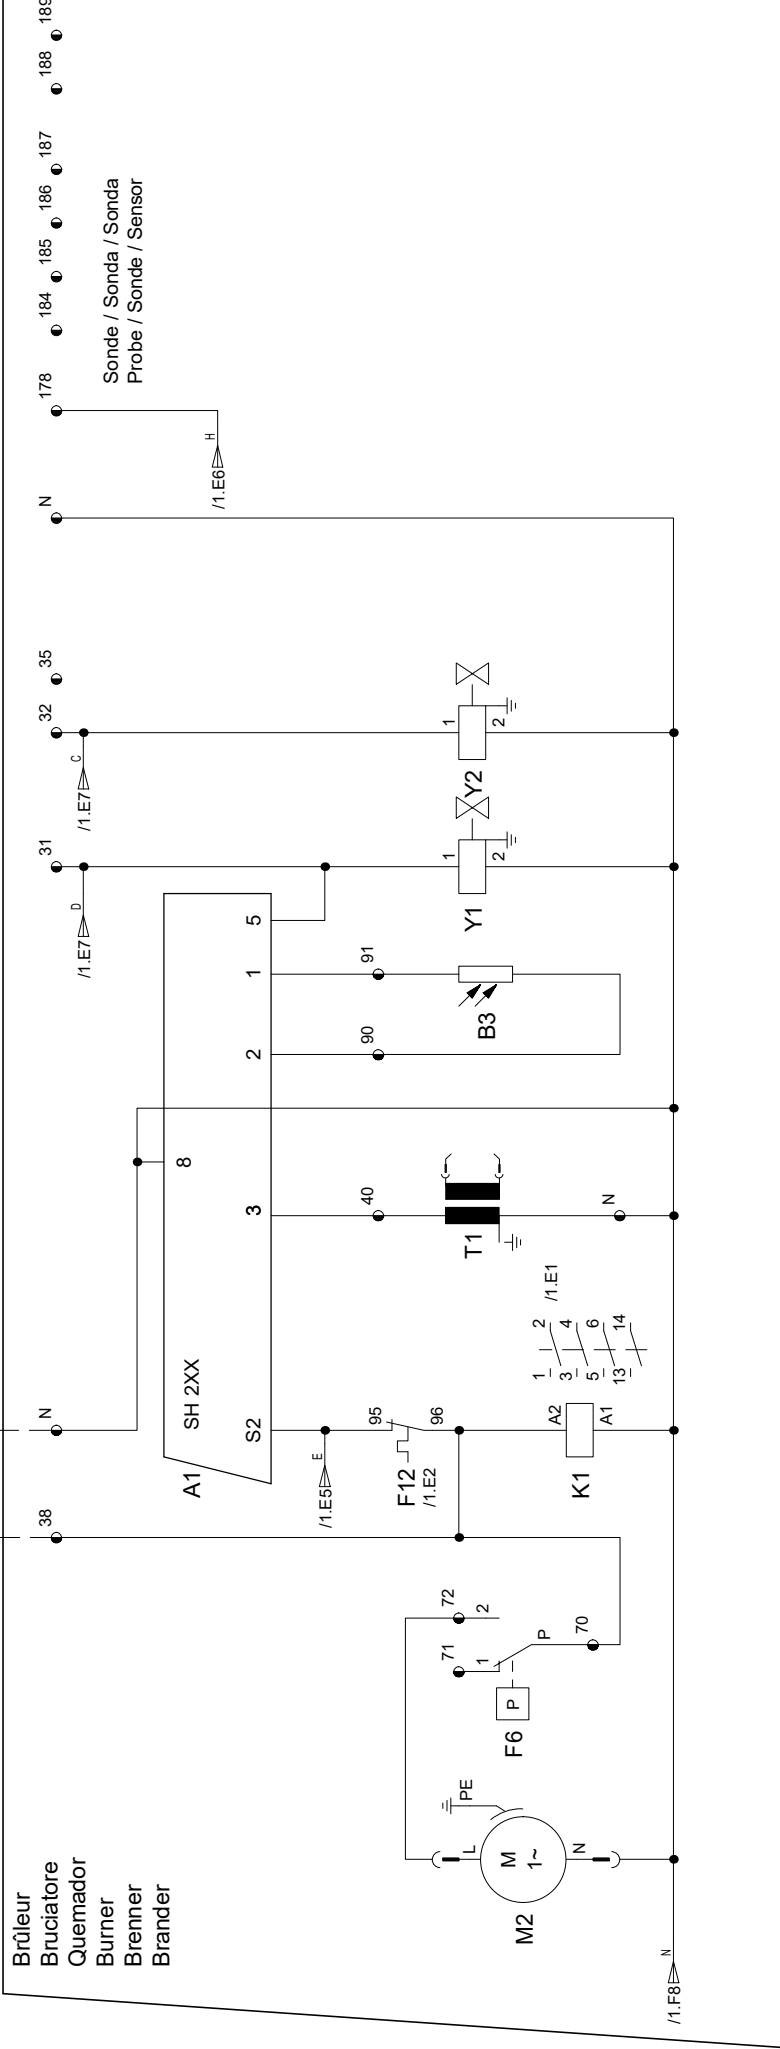 Brûleur
Bruciatore
Quemador
Burner
Brenner
Brander
38
N
31
32
35
N
178
184
185
186
187
188
189
Sonde / Sonda / Sonda
Probe / Sonde / Sensor
/1.E7 D
/1.E7 C
/1.E6 H
A1
SH 2XX
8
S2
3
2
1
5
/1.E5 E
F12
/1.E2
95
96
40
90
91
71
72
1
2
P
P
70
F6
M2
M
1~
L
N
PE
K1
A2
A1
1
2
3
4
5
6
13
14
/1.E1
T1
N
B3
Y1
1
2
Y2
1
2
/1.F8 N